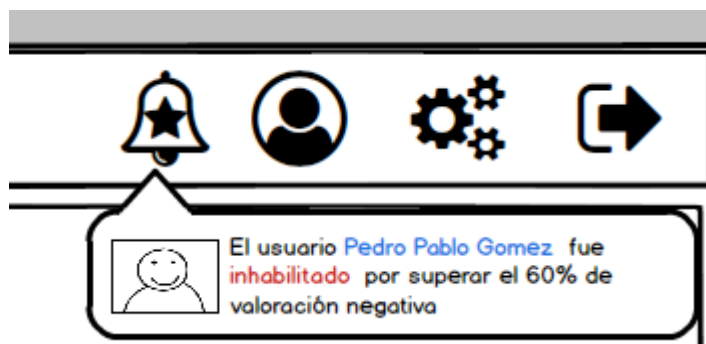 El usuario Pedro Pablo Gomez fue
inhabilitado por superar el 60% de
valoración negativa